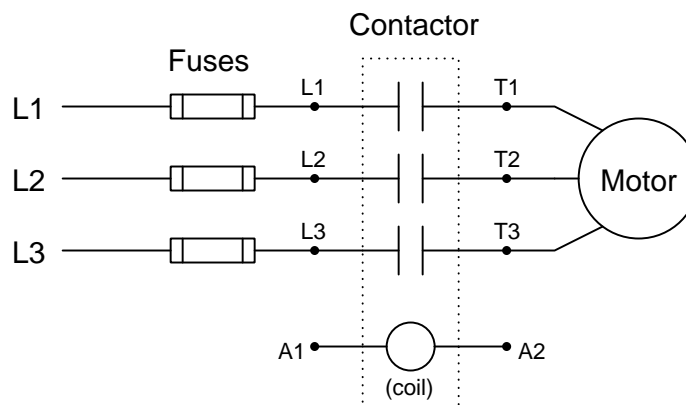 Contactor
Fuses
L1 L1 T1
L2 L2 T2 Motor
L3 L3 T3
A1 A2
(coil)